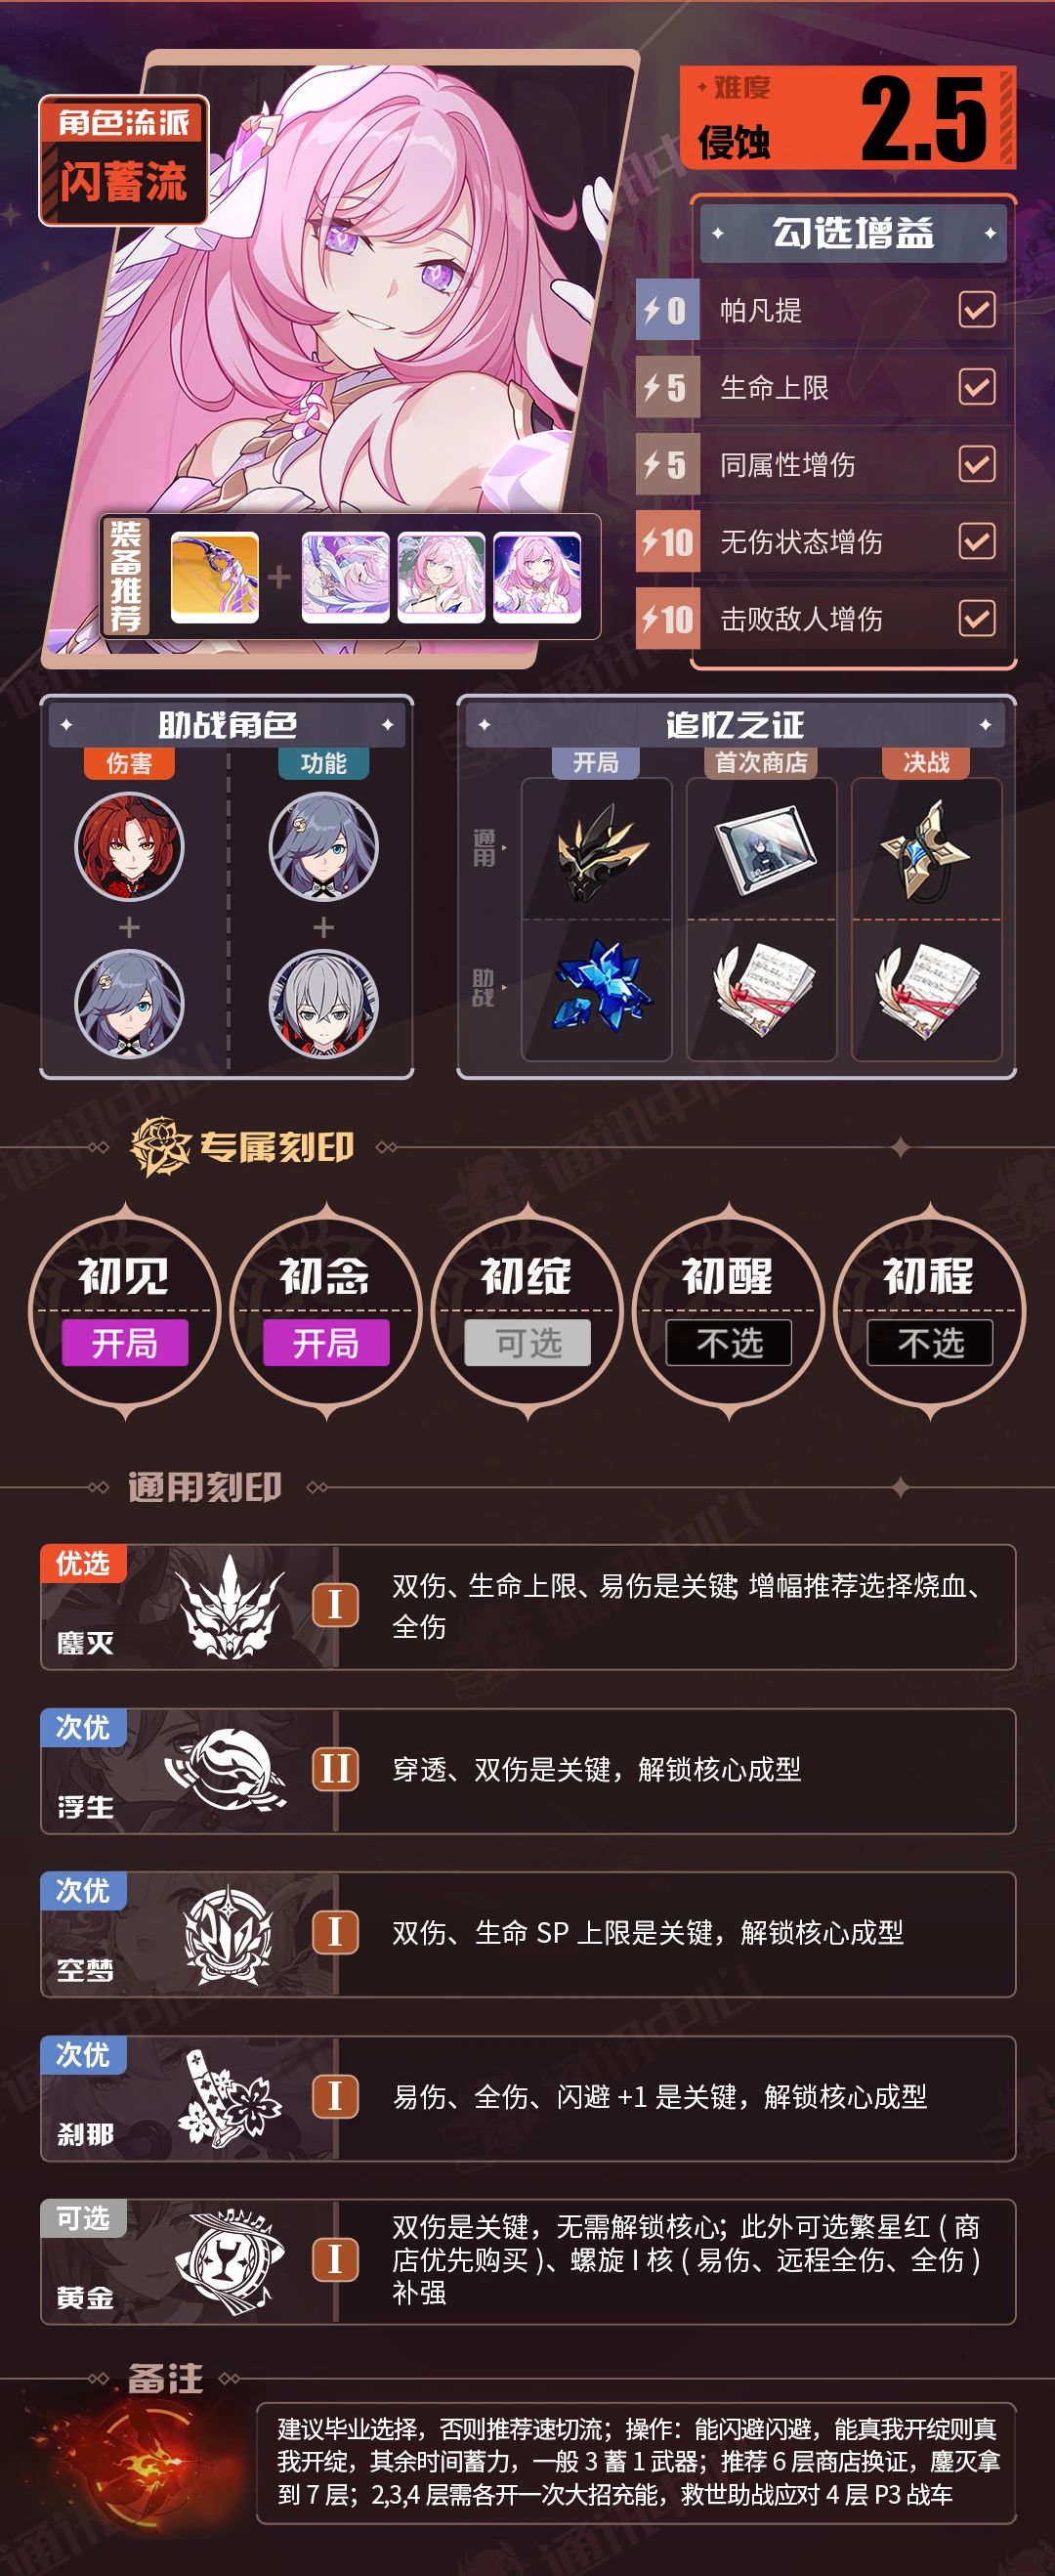 角色流派
闪蓄流
难度
侵蚀
2.5
勾选增益
0 帕凡提
5 生命上限
5 同属性增伤
10 无伤状态增伤
10 击败敌人增伤
装备推荐
助战角色
伤害 功能
追忆之证
开局 首次商店 决战
通用
助战
专属刻印
初见 初念 初绽 初醒 初程
开局 开局 可选 不选 不选
通用刻印
优选
鏖灭
I
双伤、生命上限、易伤是关键; 增幅推荐选择烧血、
全伤
次优
浮生
II
穿透、双伤是关键，解锁核心成型
次优
空梦
I
双伤、生命 SP 上限是关键，解锁核心成型
次优
刹那
I
易伤、全伤、闪避 +1 是关键，解锁核心成型
可选
黄金
I
双伤是关键，无需解锁核心; 此外可选繁星红 ( 商
店优先购买 )、螺旋 I 核 ( 易伤、远程全伤、全伤 )
补强
备注
建议毕业选择，否则推荐速切流；操作：能闪避闪避，能真我开绽则真
我开绽，其余时间蓄力，一般 3 蓄 1 武器；推荐 6 层商店换证，鏖灭拿
到 7 层；2,3,4 层需各开一次大招充能，救世助战应对 4 层 P3 战车
通讯中心